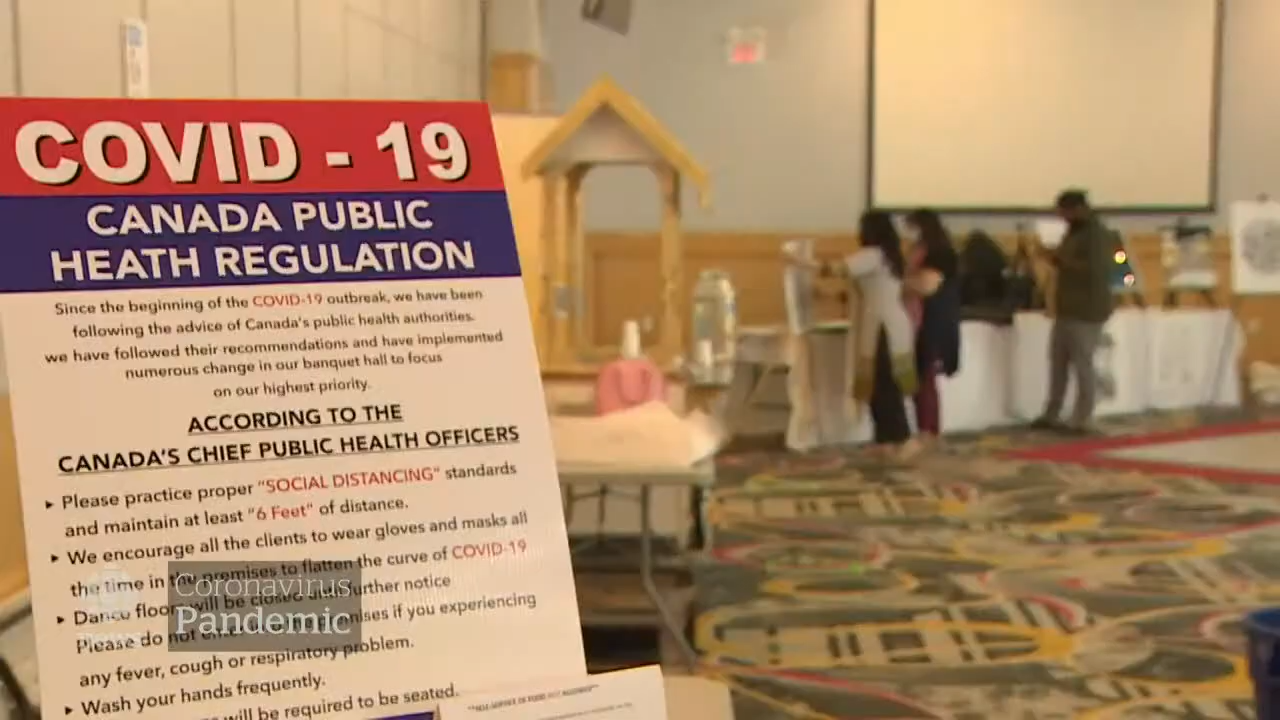 COVID - 19
CANADA PUBLIC
HEATH REGULATION
Since the beginning of the COVID-19 outbreak, we have been
following the advice of Canada's public health authorities.
we have followed their recommendations and have implemented
numerous change in our banquet hall to focus
on our highest priority.
ACCORDING TO THE
CANADA'S CHIEF PUBLIC HEALTH OFFICERS
▸ Please practice proper "SOCIAL DISTANCING" standards
and maintain at least "6 Feet" of distance.
▸ We encourage all the clients to wear gloves and masks all
the time in the premises to flatten the curve of COVID-19
▸ Dance floor will be closed until further notice
Please do not if you experiencing
any fever, cough or respiratory problem.
▸ Wash your hands frequently.
will be required to be seated.
Coronavirus
Pandemic
news